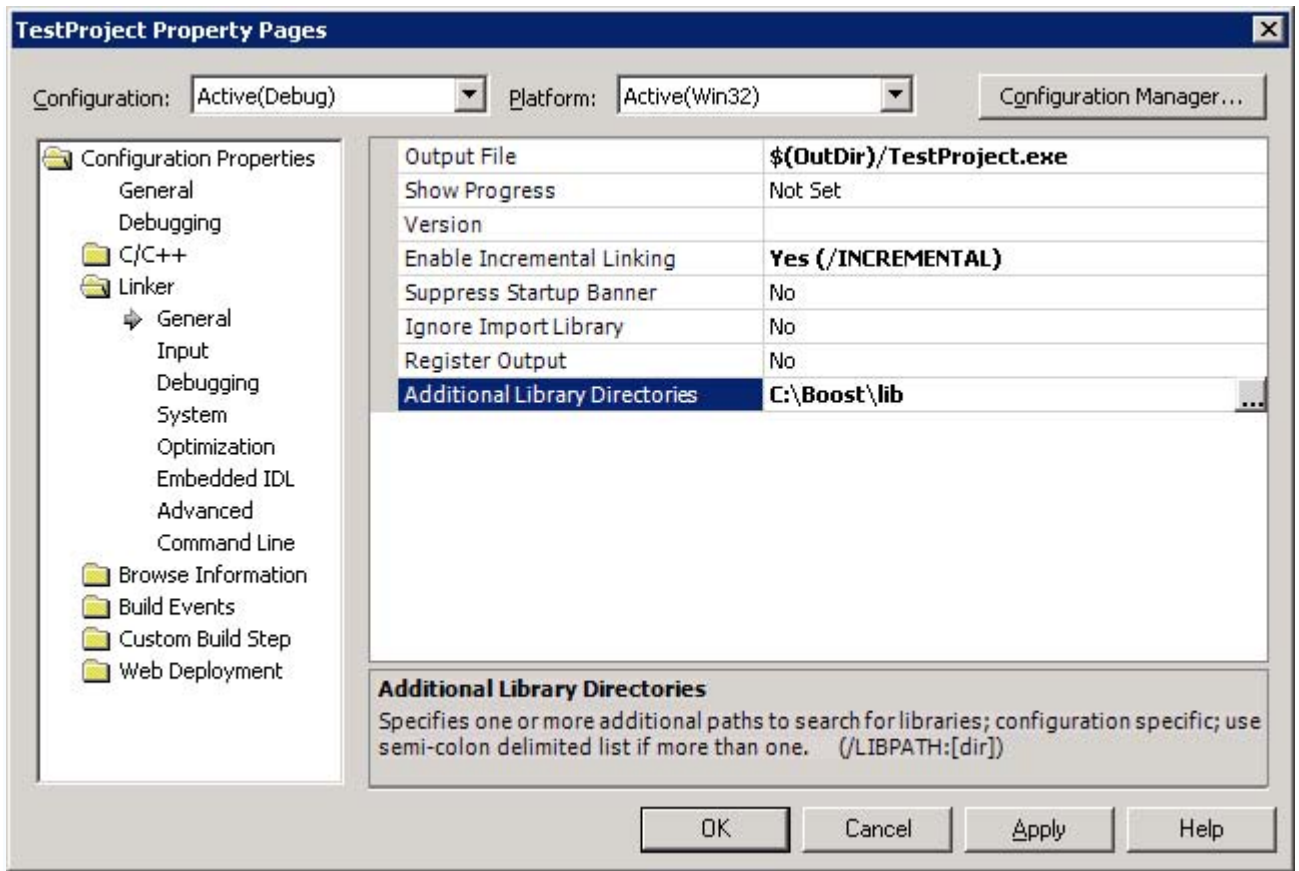 TestProject Property Pages
Configuration: Active(Debug) Platform: Active(Win32) Configuration Manager...
Configuration Properties
General
Debugging
C/C++
Linker
General
Input
Debugging
System
Optimization
Embedded IDL
Advanced
Command Line
Browse Information
Build Events
Custom Build Step
Web Deployment
Output File $(OutDir)/TestProject.exe
Show Progress Not Set
Version
Enable Incremental Linking Yes (/INCREMENTAL)
Suppress Startup Banner No
Ignore Import Library No
Register Output No
Additional Library Directories C:\Boost\lib ...
Additional Library Directories
Specifies one or more additional paths to search for libraries; configuration specific; use
semi-colon delimited list if more than one. (/LIBPATH:[dir])
OK Cancel Apply Help